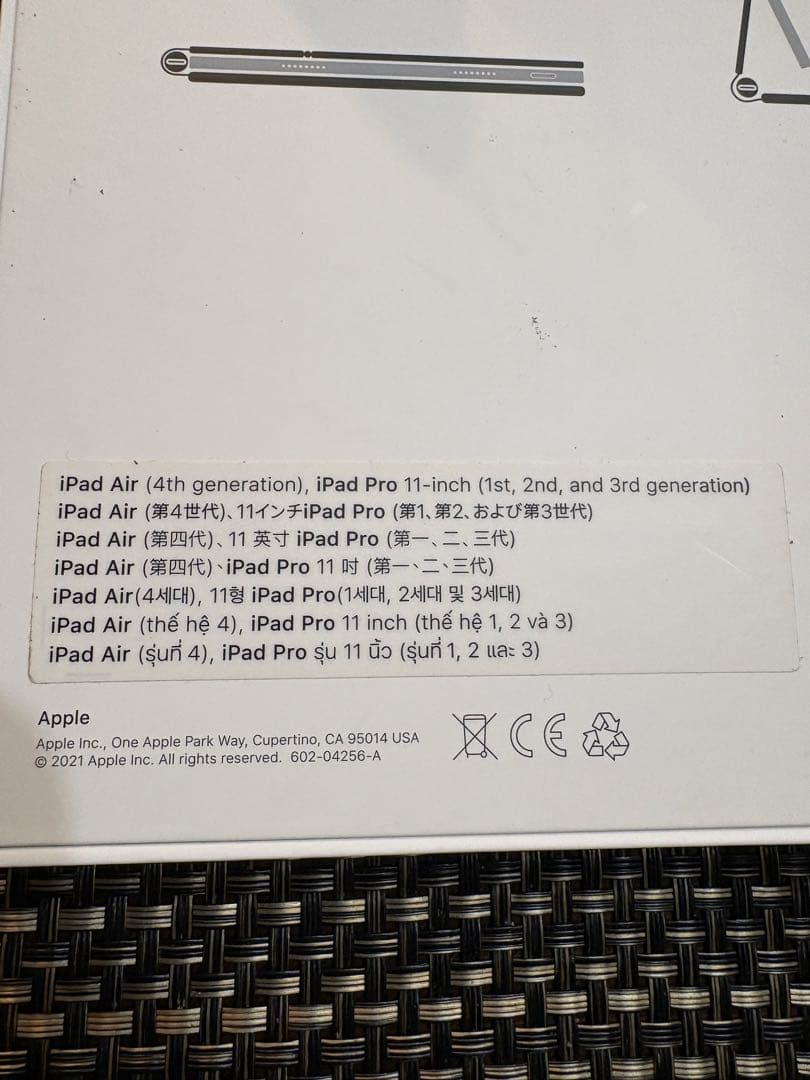 iPad Air (4th generation), iPad Pro 11-inch (1st, 2nd, and 3rd generation)
iPad Air (第4世代)、11インチiPad Pro (第1、第2、および第3世代)
iPad Air (第四代)、11 英寸 iPad Pro (第一、二、三代)
iPad Air (第四代)、iPad Pro 11 吋 (第一、二、三代)
iPad Air(4세대), 11형 iPad Pro(1세대, 2세대 및 3세대)
iPad Air (thế hệ 4), iPad Pro 11 inch (thế hệ 1, 2 và 3)
iPad Air (รุ่นที่ 4), iPad Pro รุ่น 11 นิ้ว (รุ่นที่ 1, 2 และ 3)
Apple
Apple Inc., One Apple Park Way, Cupertino, CA 95014 USA
© 2021 Apple Inc. All rights reserved. 602-04256-A
CE